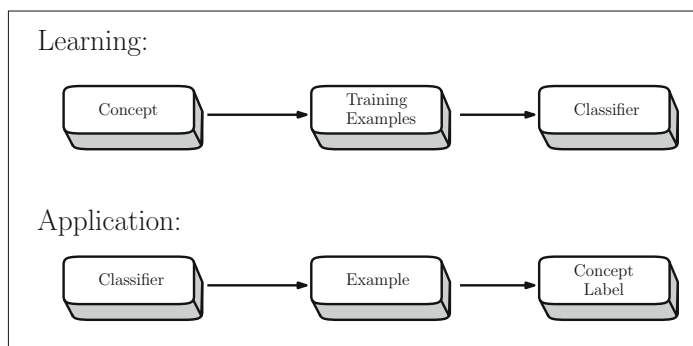 Learning:
Concept
Training
Examples
Classifier
Application:
Classifier
Example
Concept
Label